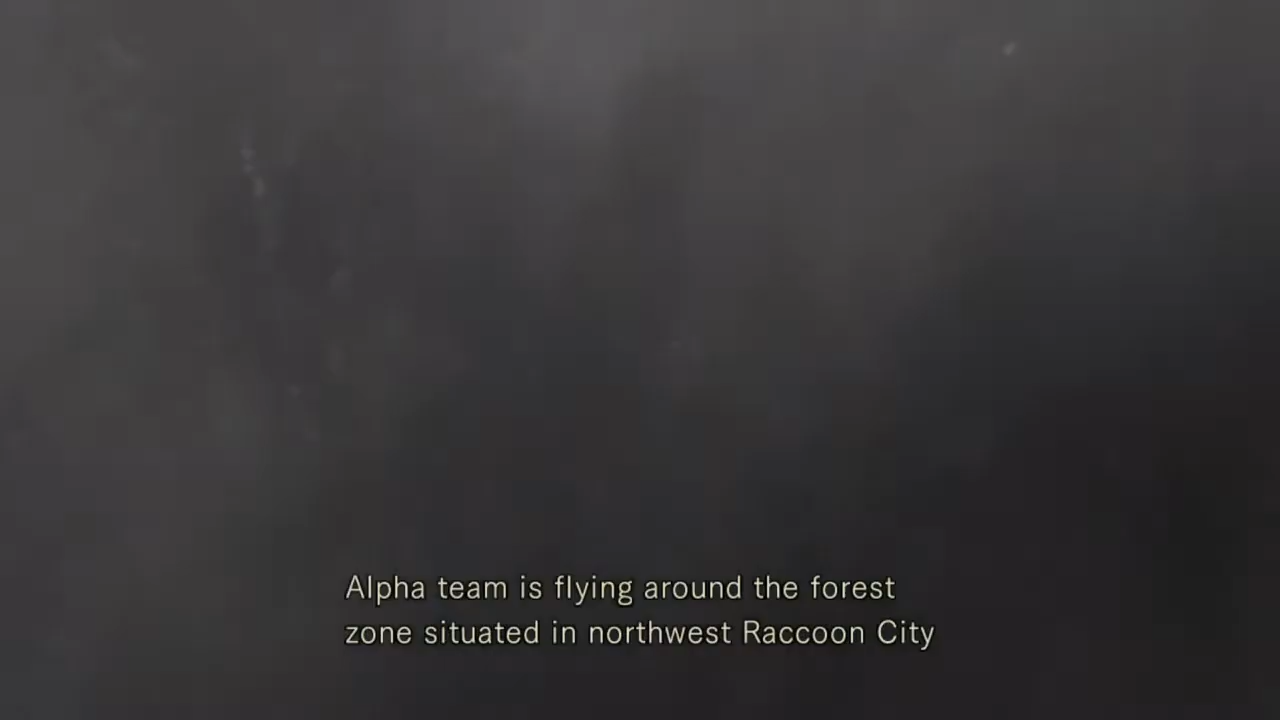 Alpha team is flying around the forest
zone situated in northwest Raccoon City